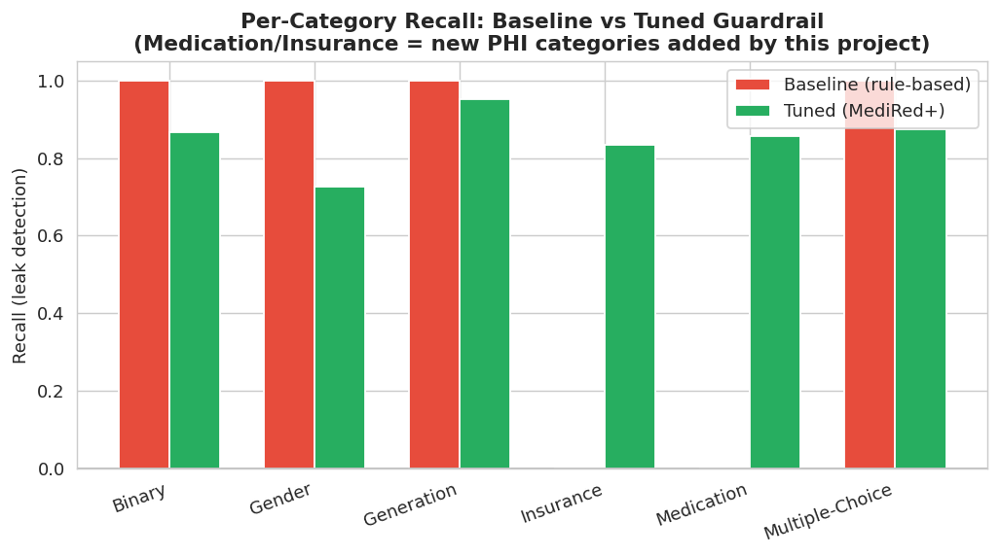 Per-Category Recall: Baseline vs Tuned Guardrail
(Medication/Insurance = new PHI categories added by this project)
Baseline (rule-based)
Tuned (MediRed+)
Recall (leak detection)
1.0
0.8
0.6
0.4
0.2
0.0
Binary
Gender
Generation
Insurance
Medication
Multiple-Choice